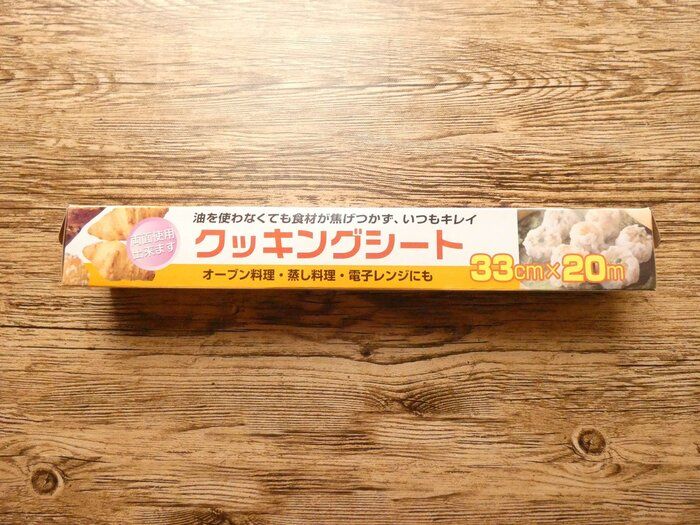 油を使わなくても食材が焦げつかず、いつもキレイ
両面使用
出来ます
クッキングシート
33cm×20m
オーブン料理・蒸し料理・電子レンジにも